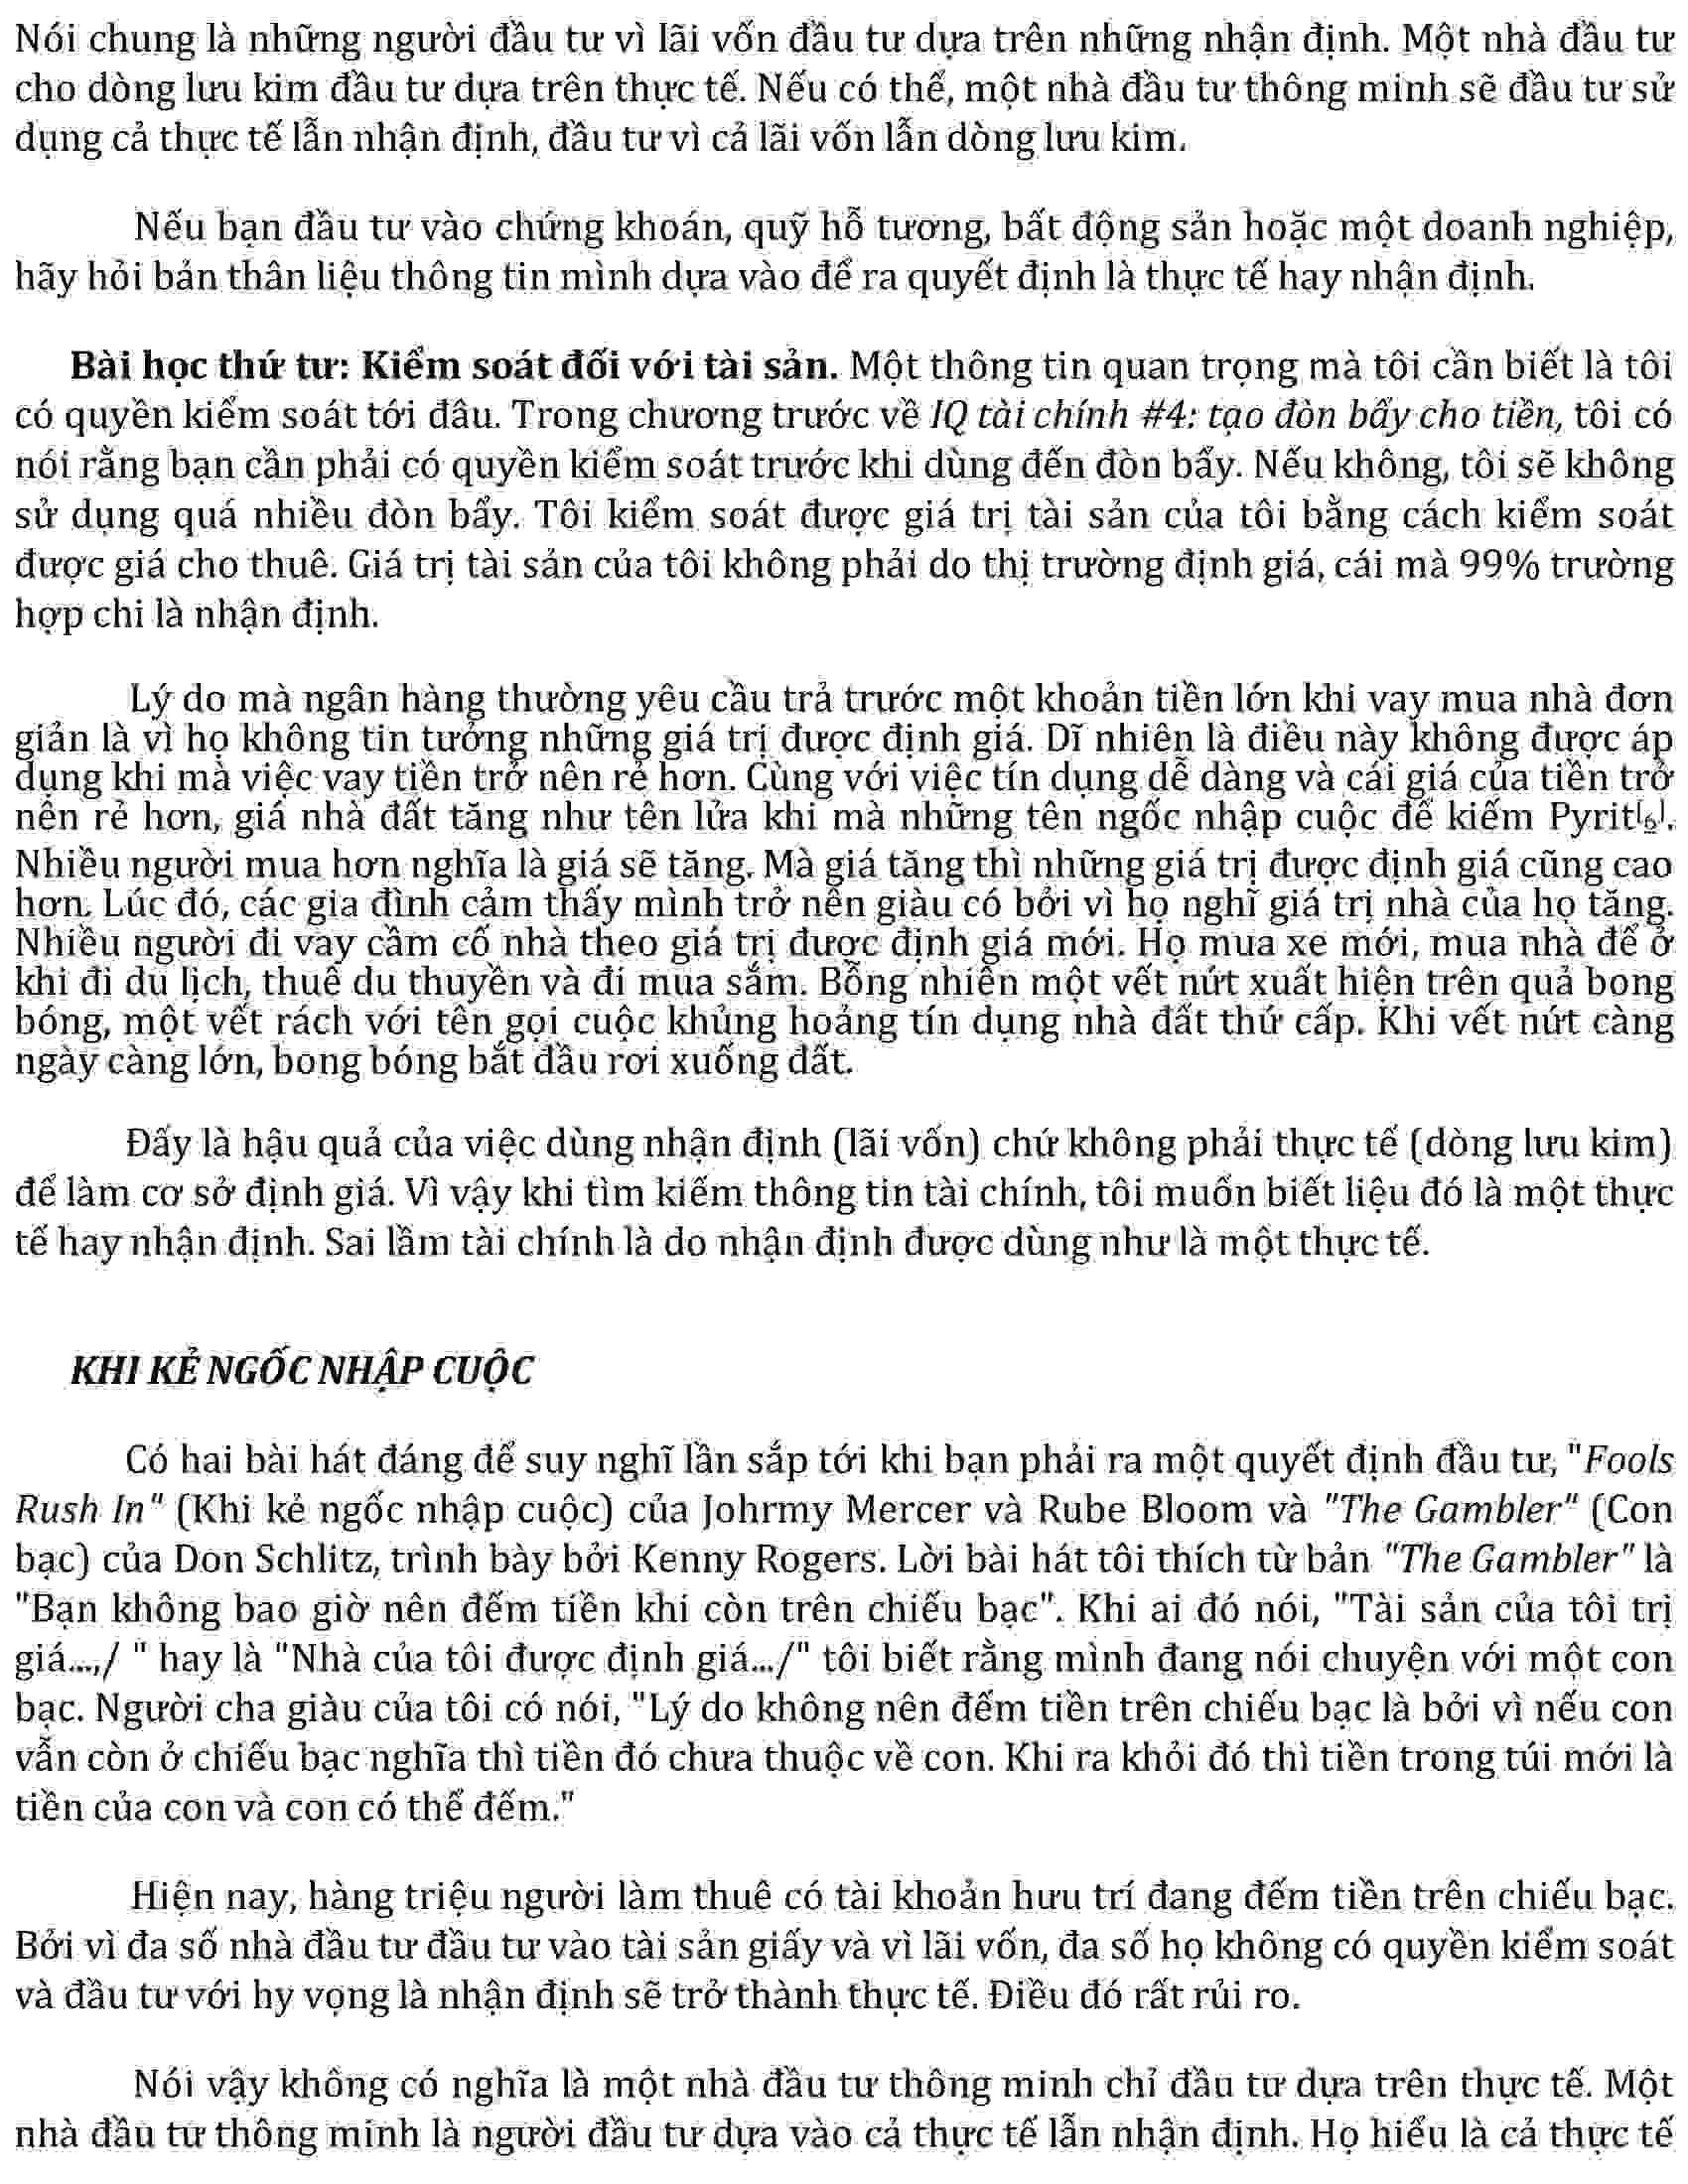 Nói chung là những người đầu tư vì lãi vốn đầu tư dựa trên những nhận định. Một nhà đầu tư
cho dòng lưu kim đầu tư dựa trên thực tế. Nếu có thể, một nhà đầu tư thông minh sẽ đầu tư sử
dụng cả thực tế lẫn nhận định, đầu tư vì cả lãi vốn lẫn dòng lưu kim.
Nếu bạn đầu tư vào chứng khoán, quỹ hỗ tương, bất động sản hoặc một doanh nghiệp,
hãy hỏi bản thân liệu thông tin mình dựa vào để ra quyết định là thực tế hay nhận định.
Bài học thứ tư: Kiểm soát đối với tài sản. Một thông tin quan trọng mà tôi cần biết là tôi
có quyền kiểm soát tới đâu. Trong chương trước về IQ tài chính #4: tạo đòn bẩy cho tiền, tôi có
nói rằng bạn cần phải có quyền kiểm soát trước khi dùng đến đòn bẩy. Nếu không, tôi sẽ không
sử dụng quá nhiều đòn bẩy. Tôi kiểm soát được giá trị tài sản của tôi bằng cách kiểm soát
được giá cho thuê. Giá trị tài sản của tôi không phải do thị trường định giá, cái mà 99% trường
hợp chi là nhận định.
Lý do mà ngân hàng thường yêu cầu trả trước một khoản tiền lớn khi vay mua nhà đơn
giản là vì họ không tin tưởng những giá trị được định giá. Dĩ nhiên là điều này không được áp
dụng khi mà việc vay tiền trở nên rẻ hơn. Cùng với việc tín dụng dễ dàng và cái giá của tiền trở
nên rẻ hơn, giá nhà đất tăng như tên lửa khi mà những tên ngốc nhập cuộc để kiếm Pyrit[6].
Nhiều người mua hơn nghĩa là giá sẽ tăng. Mà giá tăng thì những giá trị được định giá cũng cao
hơn. Lúc đó, các gia đình cảm thấy mình trở nên giàu có bởi vì họ nghĩ giá trị nhà của họ tăng.
Nhiều người đi vay cầm cố nhà theo giá trị được định giá mới. Họ mua xe mới, mua nhà để ở
khi đi du lịch, thuê du thuyền và đi mua sắm. Bỗng nhiên một vết nứt xuất hiện trên quả bong
bóng, một vết rách với tên gọi cuộc khủng hoảng tín dụng nhà đất thứ cấp. Khi vết nứt càng
ngày càng lớn, bong bóng bắt đầu rơi xuống đất.
Đấy là hậu quả của việc dùng nhận định (lãi vốn) chứ không phải thực tế (dòng lưu kim)
để làm cơ sở định giá. Vì vậy khi tìm kiếm thông tin tài chính, tôi muốn biết liệu đó là một thực
tế hay nhận định. Sai lầm tài chính là do nhận định được dùng như là một thực tế.
KHI KẺ NGỐC NHẬP CUỘC
Có hai bài hát đáng để suy nghĩ lần sắp tới khi bạn phải ra một quyết định đầu tư, "Fools
Rush In" (Khi kẻ ngốc nhập cuộc) của Johrmy Mercer và Rube Bloom và "The Gambler" (Con
bạc) của Don Schlitz, trình bày bởi Kenny Rogers. Lời bài hát tôi thích từ bản "The Gambler" là
"Bạn không bao giờ nên đếm tiền khi còn trên chiếu bạc". Khi ai đó nói, "Tài sản của tôi trị
giá...,/ " hay là "Nhà của tôi được định giá.../" tôi biết rằng mình đang nói chuyện với một con
bạc. Người cha giàu của tôi có nói, "Lý do không nên đếm tiền trên chiếu bạc là bởi vì nếu con
vẫn còn ở chiếu bạc nghĩa thì tiền đó chưa thuộc về con. Khi ra khỏi đó thì tiền trong túi mới là
tiền của con và con có thể đếm."
Hiện nay, hàng triệu người làm thuê có tài khoản hưu trí đang đếm tiền trên chiếu bạc.
Bởi vì đa số nhà đầu tư đầu tư vào tài sản giấy và vì lãi vốn, đa số họ không có quyền kiểm soát
và đầu tư với hy vọng là nhận định sẽ trở thành thực tế. Điều đó rất rủi ro.
Nói vậy không có nghĩa là một nhà đầu tư thông minh chỉ đầu tư dựa trên thực tế. Một
nhà đầu tư thông minh là người đầu tư dựa vào cả thực tế lẫn nhận định. Họ hiểu là cả thực tế